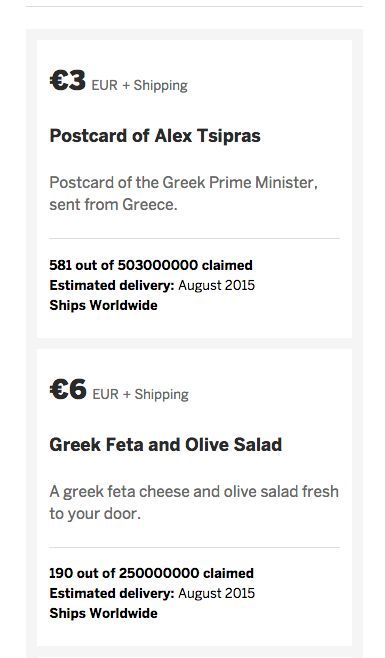 €3 EUR + Shipping
Postcard of Alex Tsipras
Postcard of the Greek Prime Minister,
sent from Greece.
581 out of 503000000 claimed
Estimated delivery: August 2015
Ships Worldwide
€6 EUR + Shipping
Greek Feta and Olive Salad
A greek feta cheese and olive salad fresh
to your door.
190 out of 250000000 claimed
Estimated delivery: August 2015
Ships Worldwide